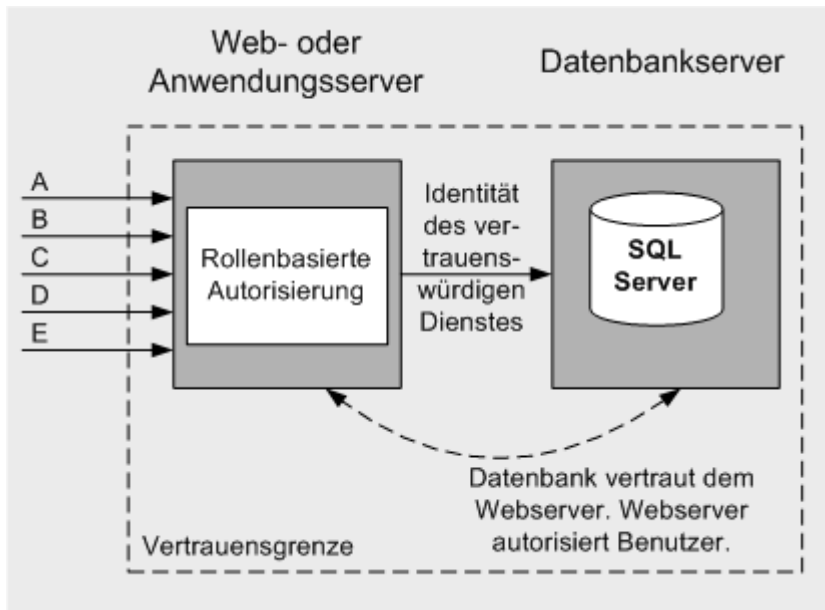 Web- oder
Anwendungsserver
Datenbankserver
A
B
C
D
E
Rollenbasierte
Autorisierung
Identität
des ver-
trauens-
würdigen
Dienstes
SQL
Server
Datenbank vertraut dem
Webserver. Webserver
autorisiert Benutzer.
Vertrauensgrenze